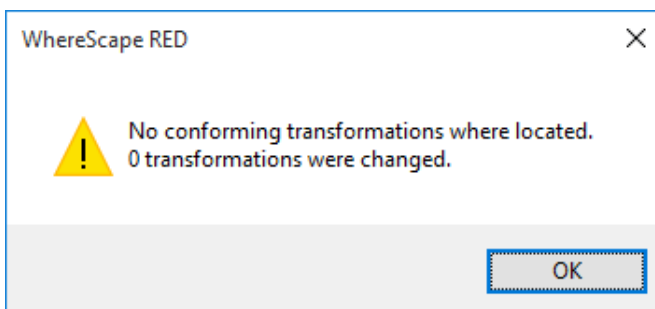 WhereScape RED
No conforming transformations where located.
0 transformations were changed.
OK